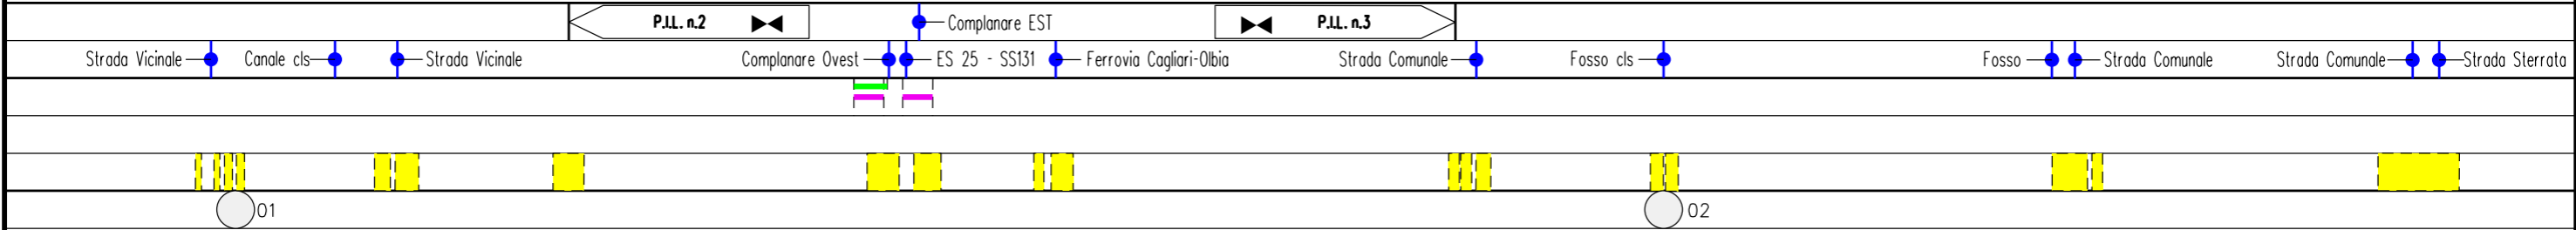 P.I.L. n.2
Complanare EST
P.I.L. n.3
Strada Vicinale
Canale cls
Strada Vicinale
Complanare Ovest
ES 25 - SS131
Ferrovia Cagliari-Olbia
Strada Comunale
Fosso cls
Fosso
Strada Comunale
Strada Comunale
Strada Sterrata
01
02